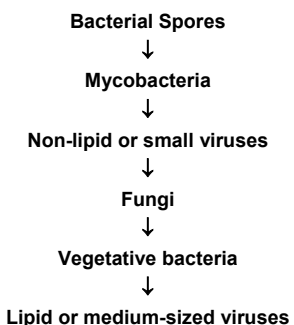 Bacterial Spores
↓
Mycobacteria
↓
Non-lipid or small viruses
↓
Fungi
↓
Vegetative bacteria
↓
Lipid or medium-sized viruses